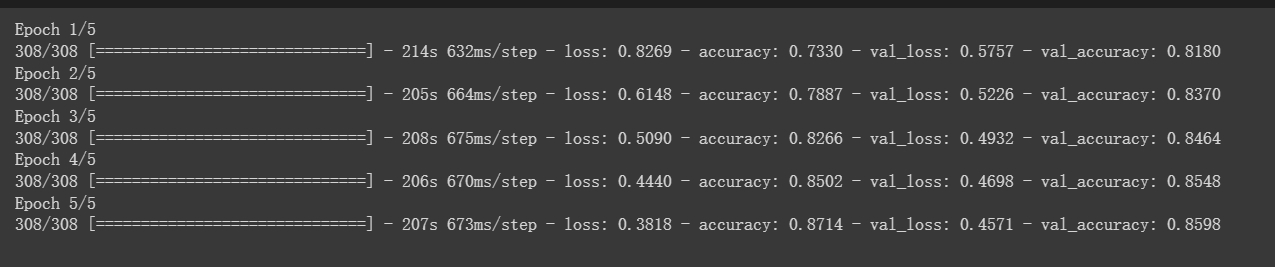 Epoch 1/5
308/308 [==============================] - 214s 632ms/step - loss: 0.8269 - accuracy: 0.7330 - val_loss: 0.5757 - val_accuracy: 0.8180
Epoch 2/5
308/308 [==============================] - 205s 664ms/step - loss: 0.6148 - accuracy: 0.7887 - val_loss: 0.5226 - val_accuracy: 0.8370
Epoch 3/5
308/308 [==============================] - 208s 675ms/step - loss: 0.5090 - accuracy: 0.8266 - val_loss: 0.4932 - val_accuracy: 0.8464
Epoch 4/5
308/308 [==============================] - 206s 670ms/step - loss: 0.4440 - accuracy: 0.8502 - val_loss: 0.4698 - val_accuracy: 0.8548
Epoch 5/5
308/308 [==============================] - 207s 673ms/step - loss: 0.3818 - accuracy: 0.8714 - val_loss: 0.4571 - val_accuracy: 0.8598